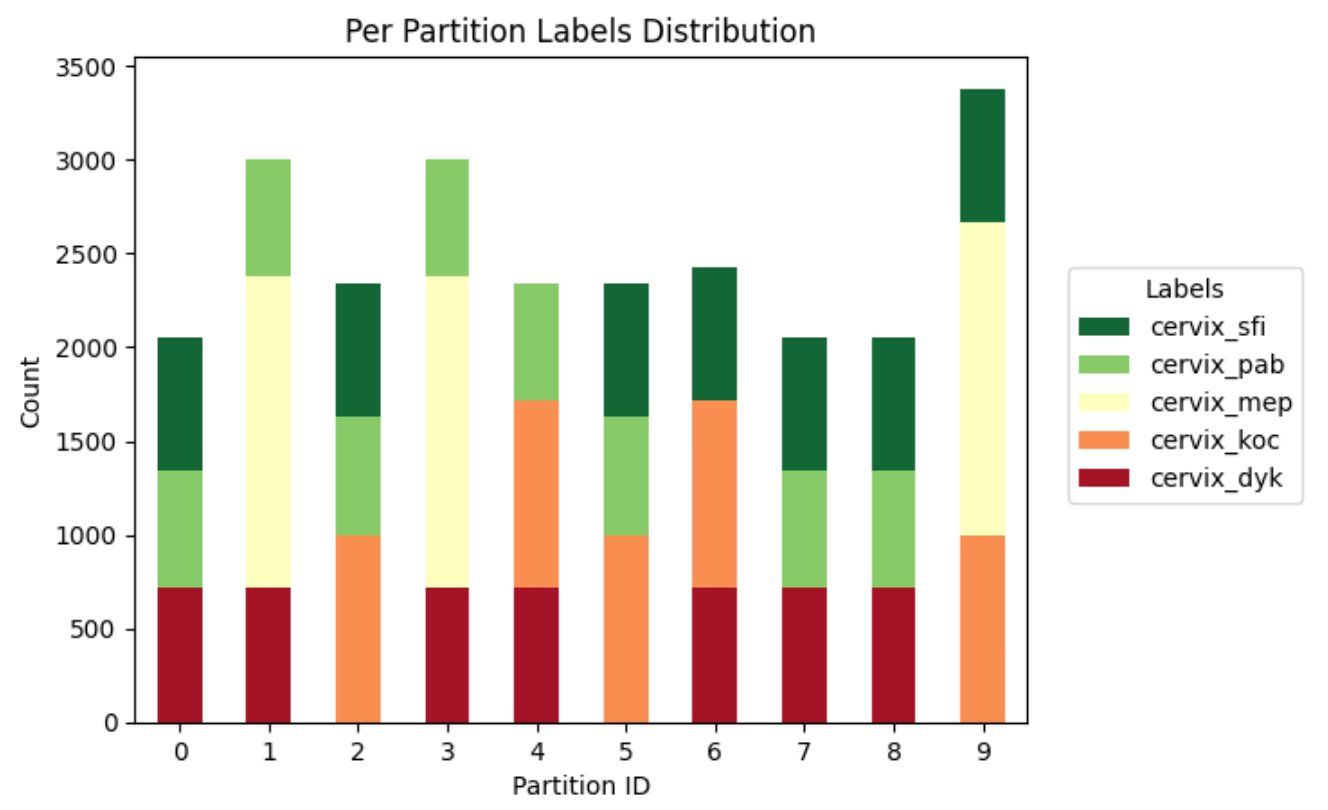 Per Partition Labels Distribution
3500
3000
2500
2000
1500
1000
500
0
Count
0 1 2 3 4 5 6 7 8 9
Partition ID
Labels
cervix_sfi
cervix_pab
cervix_mep
cervix_koc
cervix_dyk